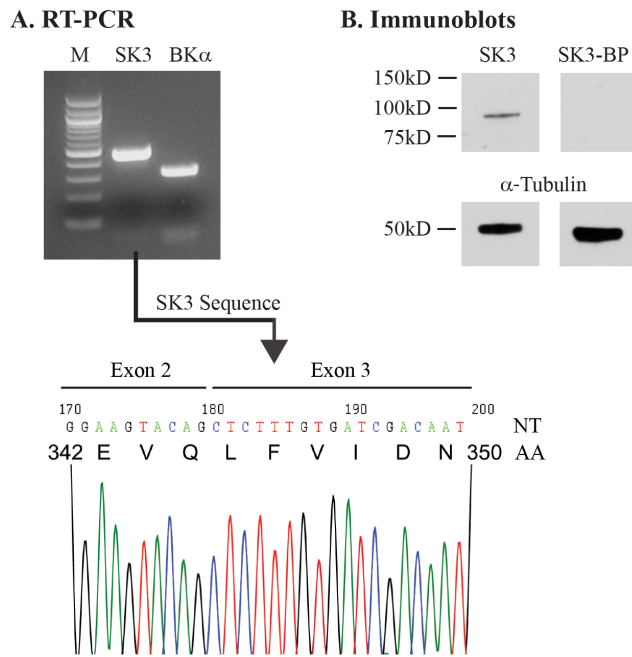 A. RT-PCR
M SK3 BKα
B. Immunoblots
SK3 SK3-BP
150kD
100kD
75kD
α-Tubulin
50kD
SK3 Sequence
Exon 2 Exon 3
170 180 190 200
G G A A G T A C A G C T C T T T G T G A T C G A C A A T NT
342 E V Q L F V I D N 350 AA